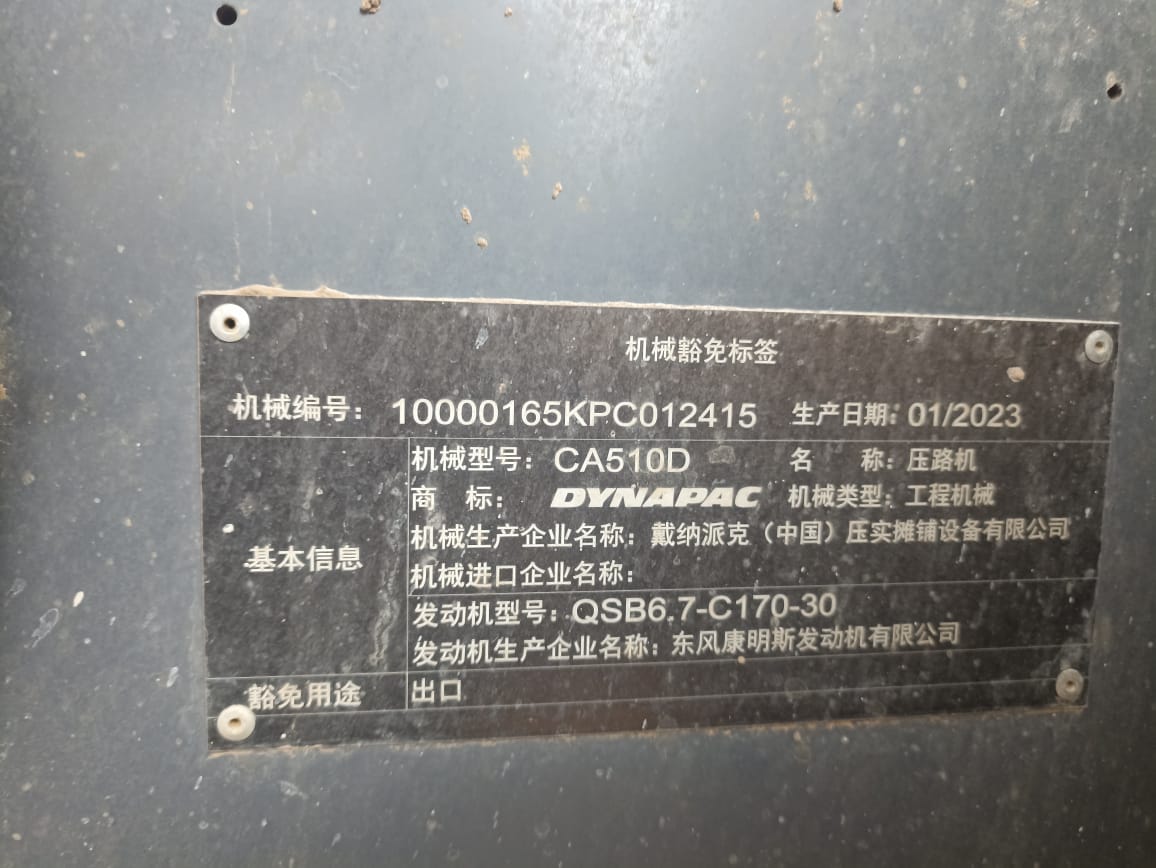 机械豁免标签
机械编号：10000165KPC012415 生产日期：01/2023
机械型号：CA510D 名 称：压路机
商 标：DYNAPAC 机械类型：工程机械
机械生产企业名称：戴纳派克（中国）压实摊铺设备有限公司
基本信息
机械进口企业名称：
发动机型号：QSB6.7-C170-30
发动机生产企业名称：东风康明斯发动机有限公司
豁免用途 出口